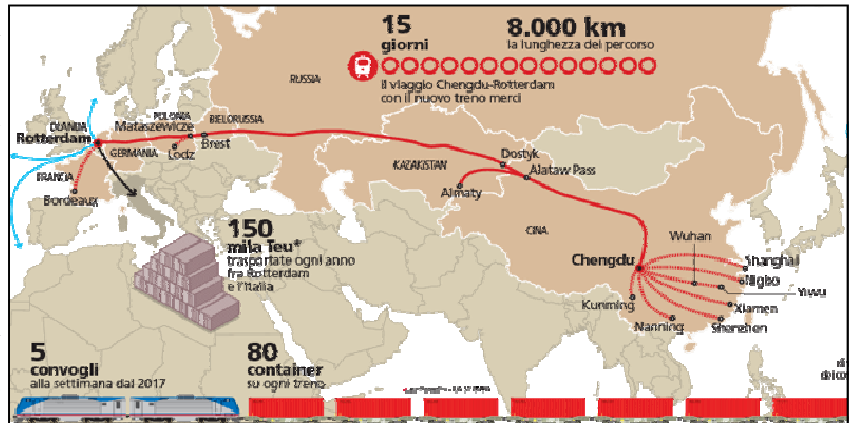 15
giorni
8.000 km
la lunghezza del percorso
Il viaggio Chengdu-Rotterdam
con il nuovo treno merci
RUSSIA
OLANDA
Rotterdam
POLONIA
Mataszewicze
BIELORUSSIA
Brest
Lodz
GERMANIA
FRANCIA
Bordeaux
KAZAKISTAN
Dostyk
Alataw Pass
Almaty
CINA
Chengdu
Wuhan
Shanghai
Nigbo
Yiwu
Xiamen
Shenzhen
Nanning
Kunming
150
mila Teu*
trasportate ogni anno
fra Rotterdam
e l'Italia
5
convogli
alla settimana dal 2017
80
container
su ogni treno